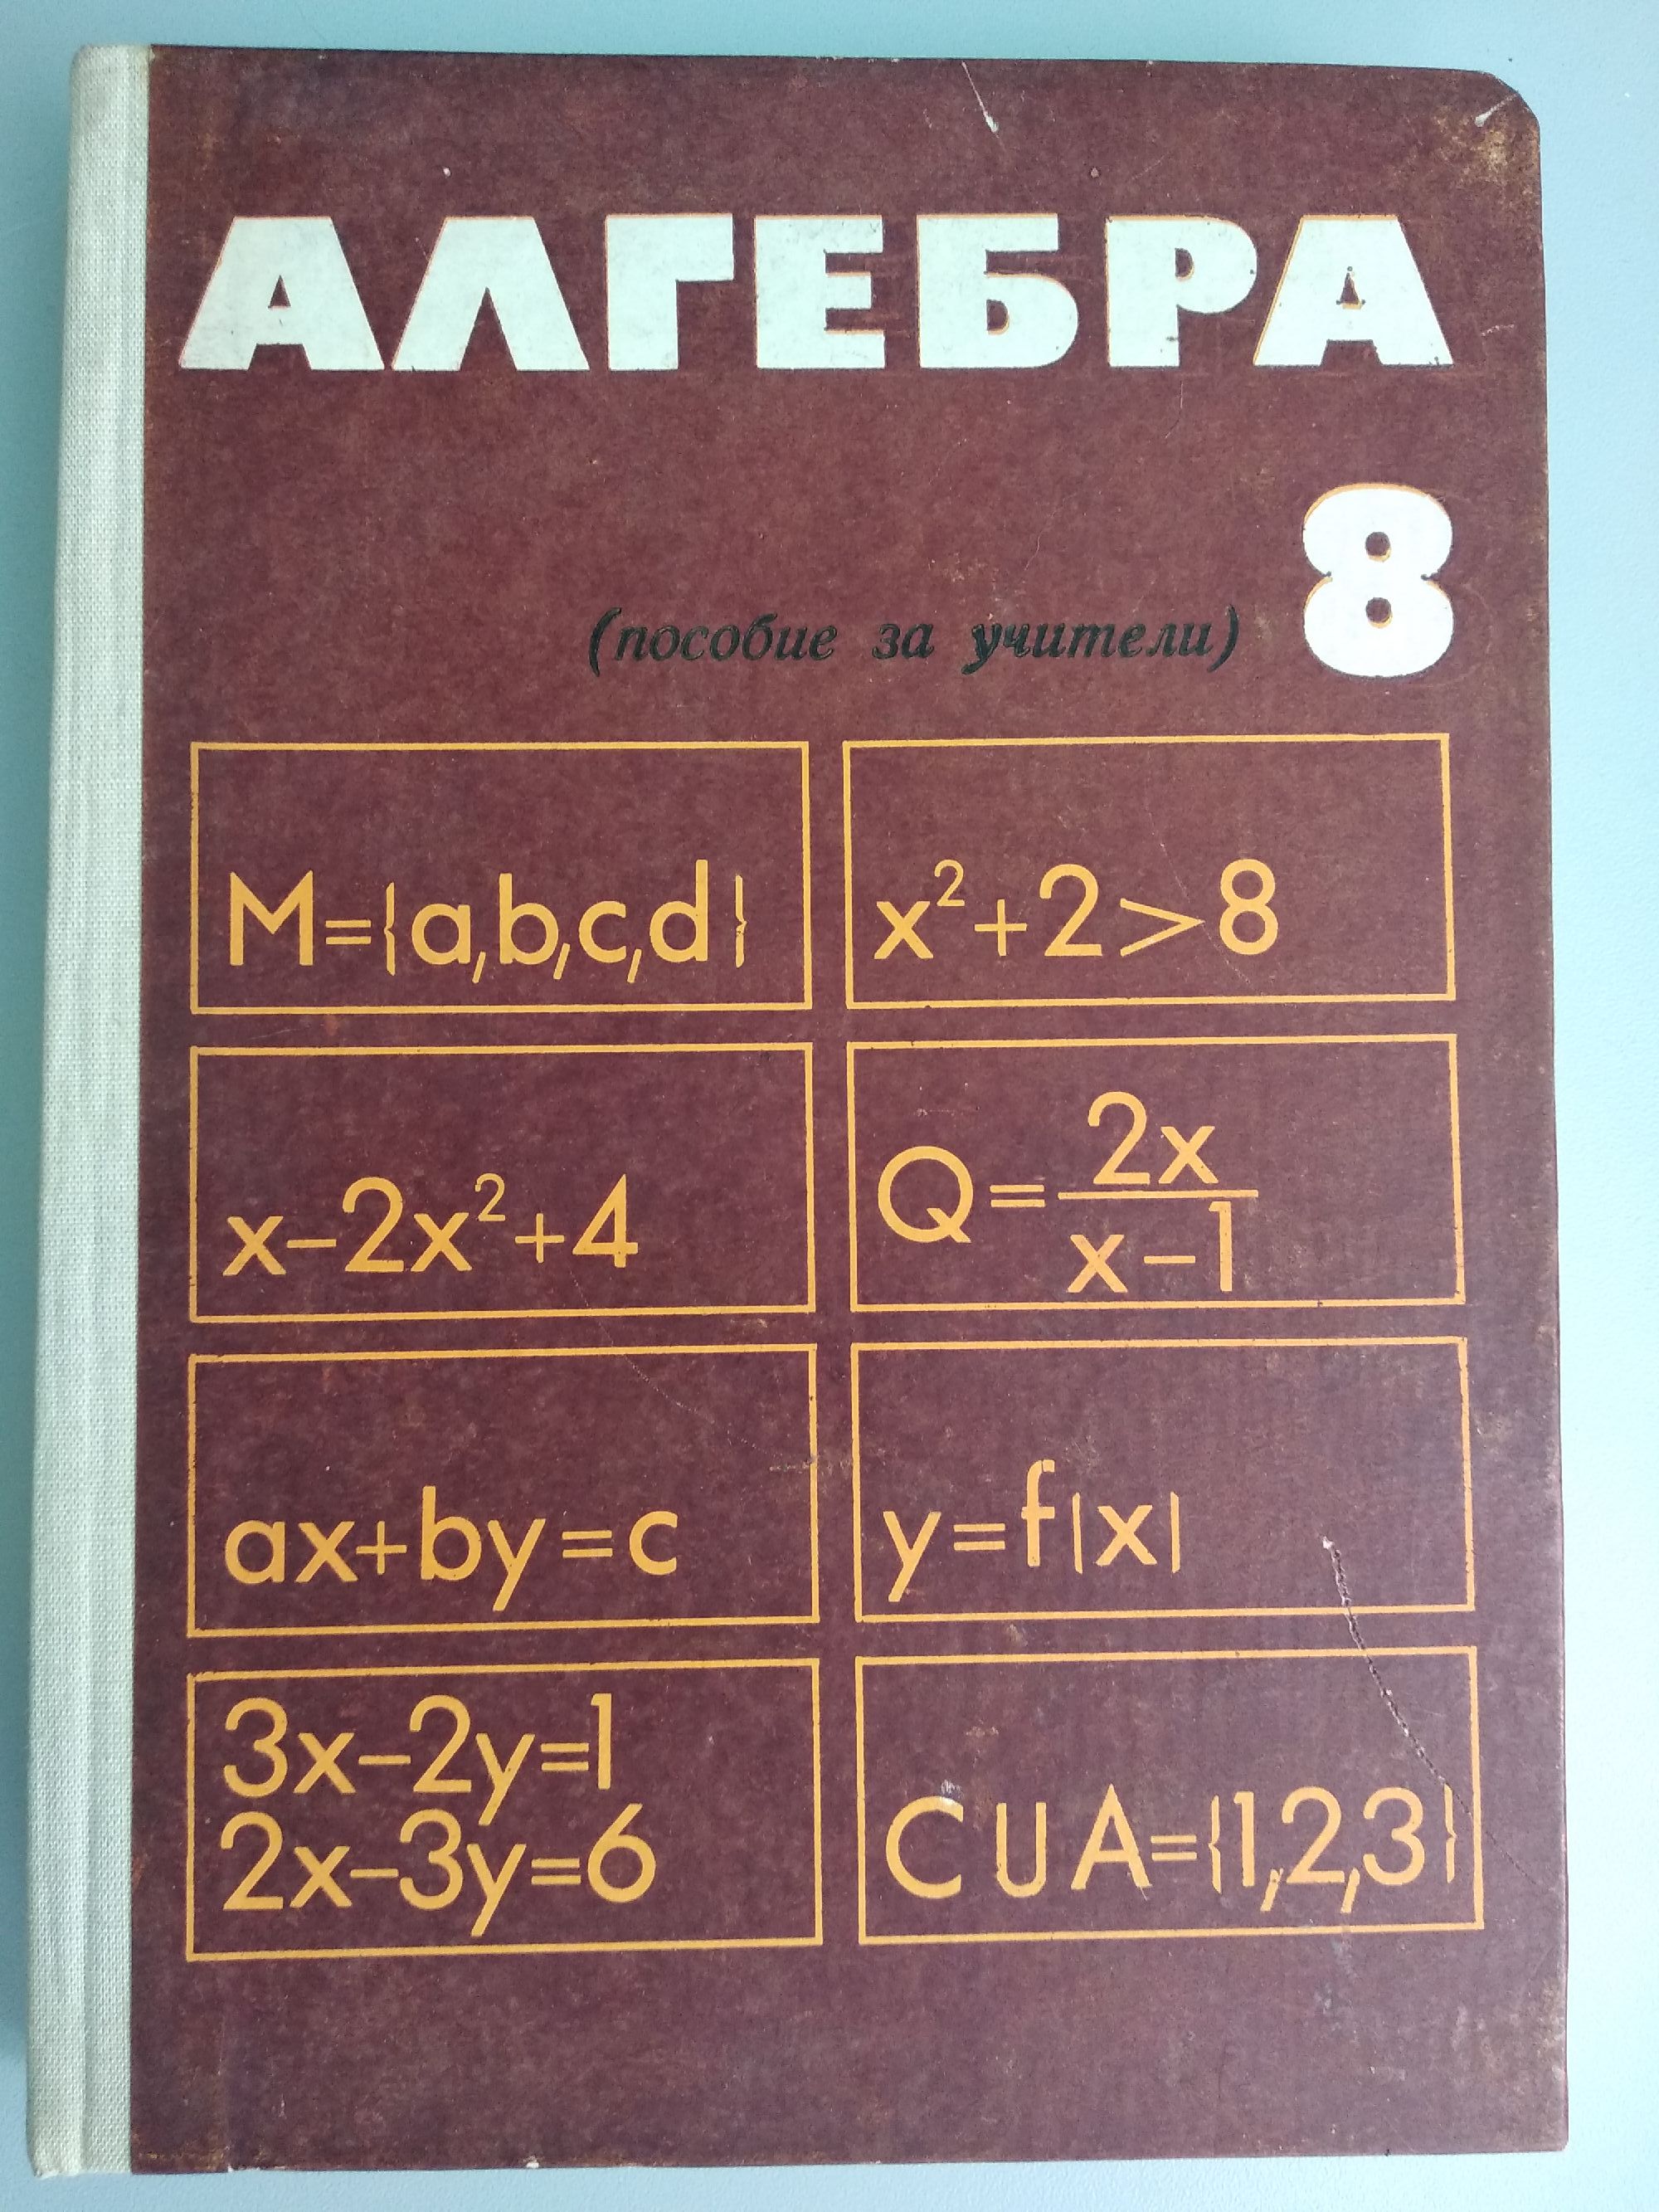 АЛГЕБРА
8
(пособие за учители)
M={a,b,c,d}
x²+2>8
x-2x²+4
Q=2x/x-1
ax+by=c
y=f|x|
3x-2y=1
2x-3y=6
C∪A={1,2,3}